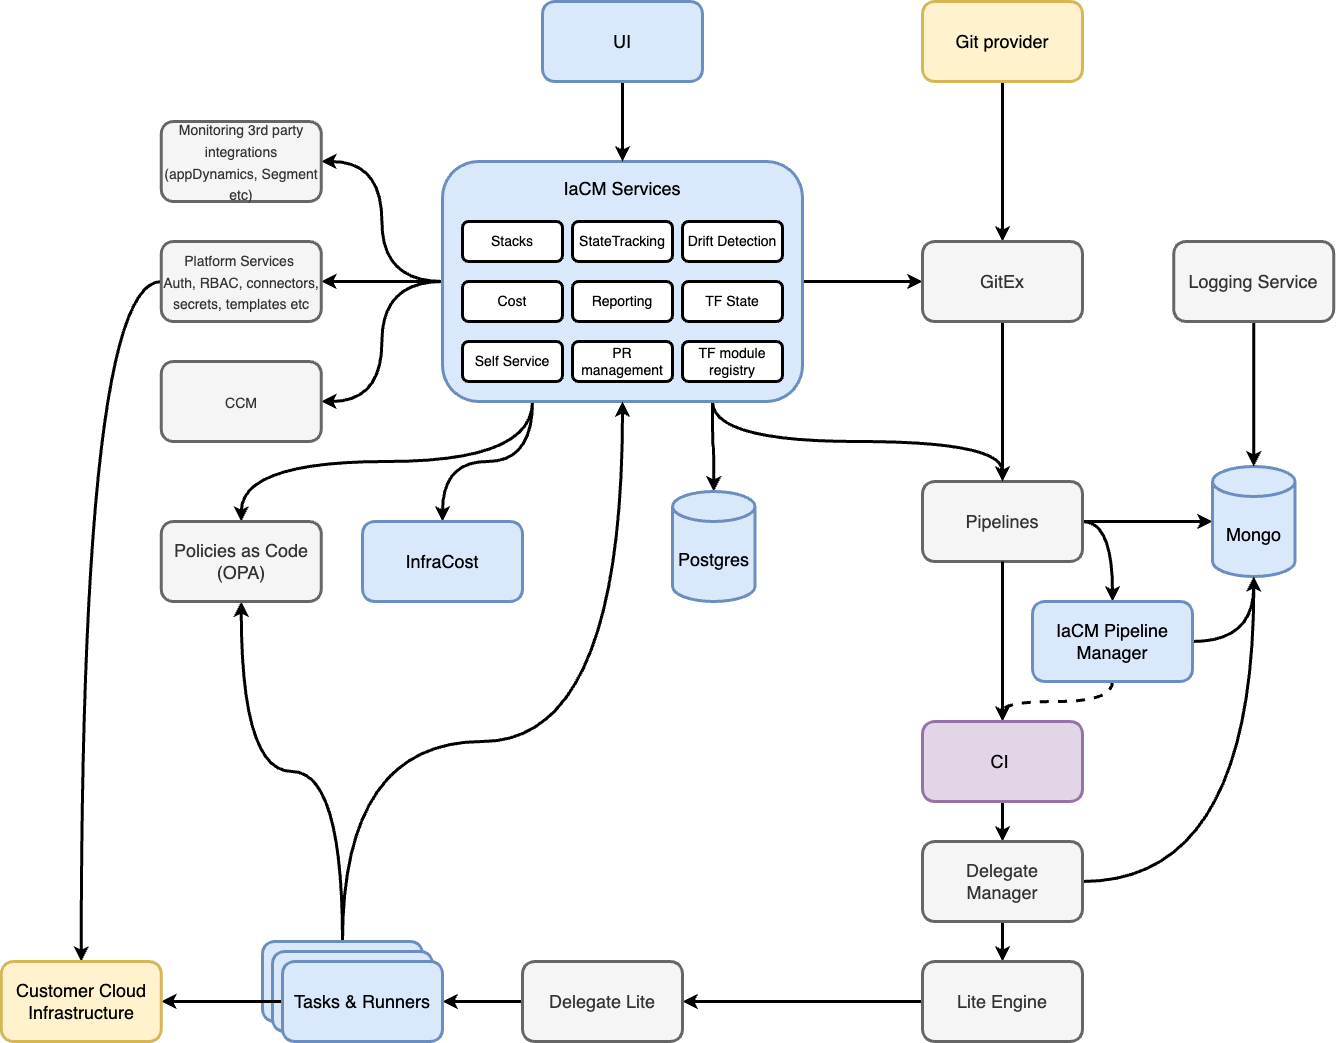 UI
Git provider
Monitoring 3rd party
integrations
(appDynamics, Segment
etc)
IaCM Services
Stacks
StateTracking
Drift Detection
Platform Services
Auth, RBAC, connectors,
secrets, templates etc
Cost
Reporting
TF State
GitEx
Logging Service
Self Service
PR
management
TF module
registry
CCM
Policies as Code
(OPA)
InfraCost
Postgres
Pipelines
Mongo
IaCM Pipeline
Manager
CI
Delegate
Manager
Customer Cloud
Infrastructure
Tasks & Runners
Delegate Lite
Lite Engine